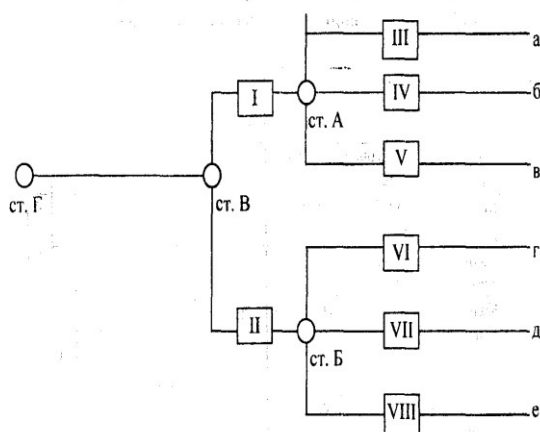 III
а
I
IV
б
ст. А
V
в
ст. Г
ст. В
VI
г
II
VII
д
ст. Б
VIII
е